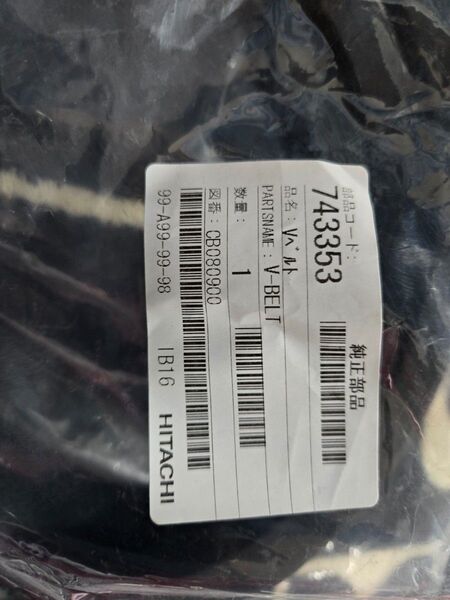 部品コード:
743353
純正部品
品名: Vベルト
PARTSNAME: V-BELT
数量: 1
図番: CB080900
99-A99-99-98 IB16 HITACHI